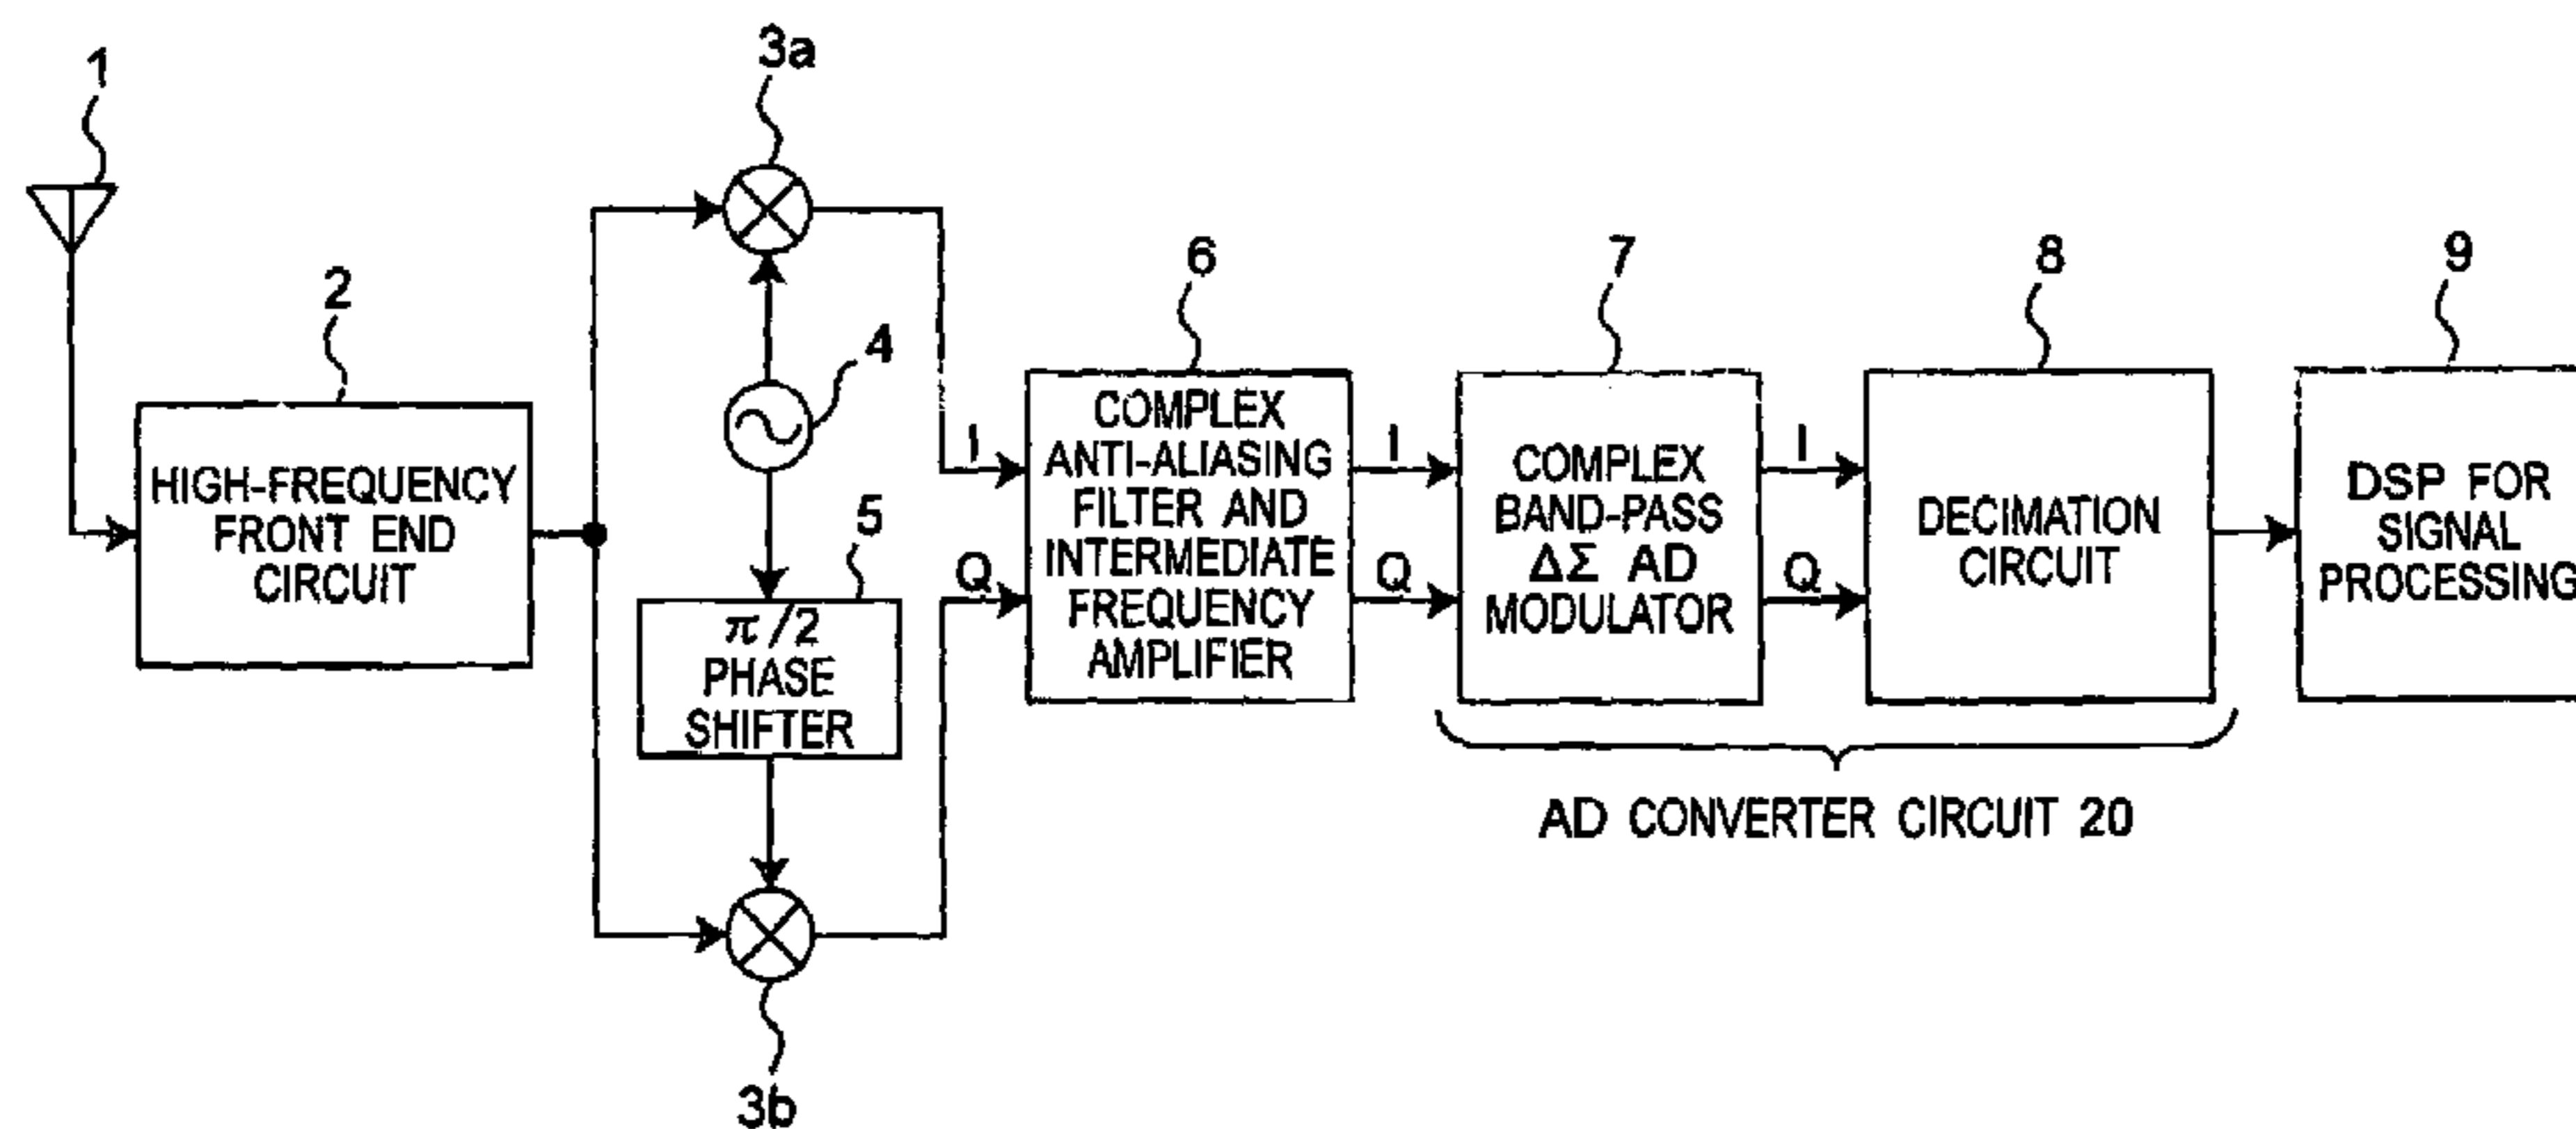 1
2
HIGH-FREQUENCY
FRONT END
CIRCUIT
3a
4
5
π/2
PHASE
SHIFTER
3b
I
Q
6
COMPLEX
ANTI-ALIASING
FILTER AND
INTERMEDIATE
FREQUENCY
AMPLIFIER
I
Q
7
COMPLEX
BAND-PASS
ΔΣ AD
MODULATOR
I
Q
8
DECIMATION
CIRCUIT
9
DSP FOR
SIGNAL
PROCESSING
AD CONVERTER CIRCUIT 20